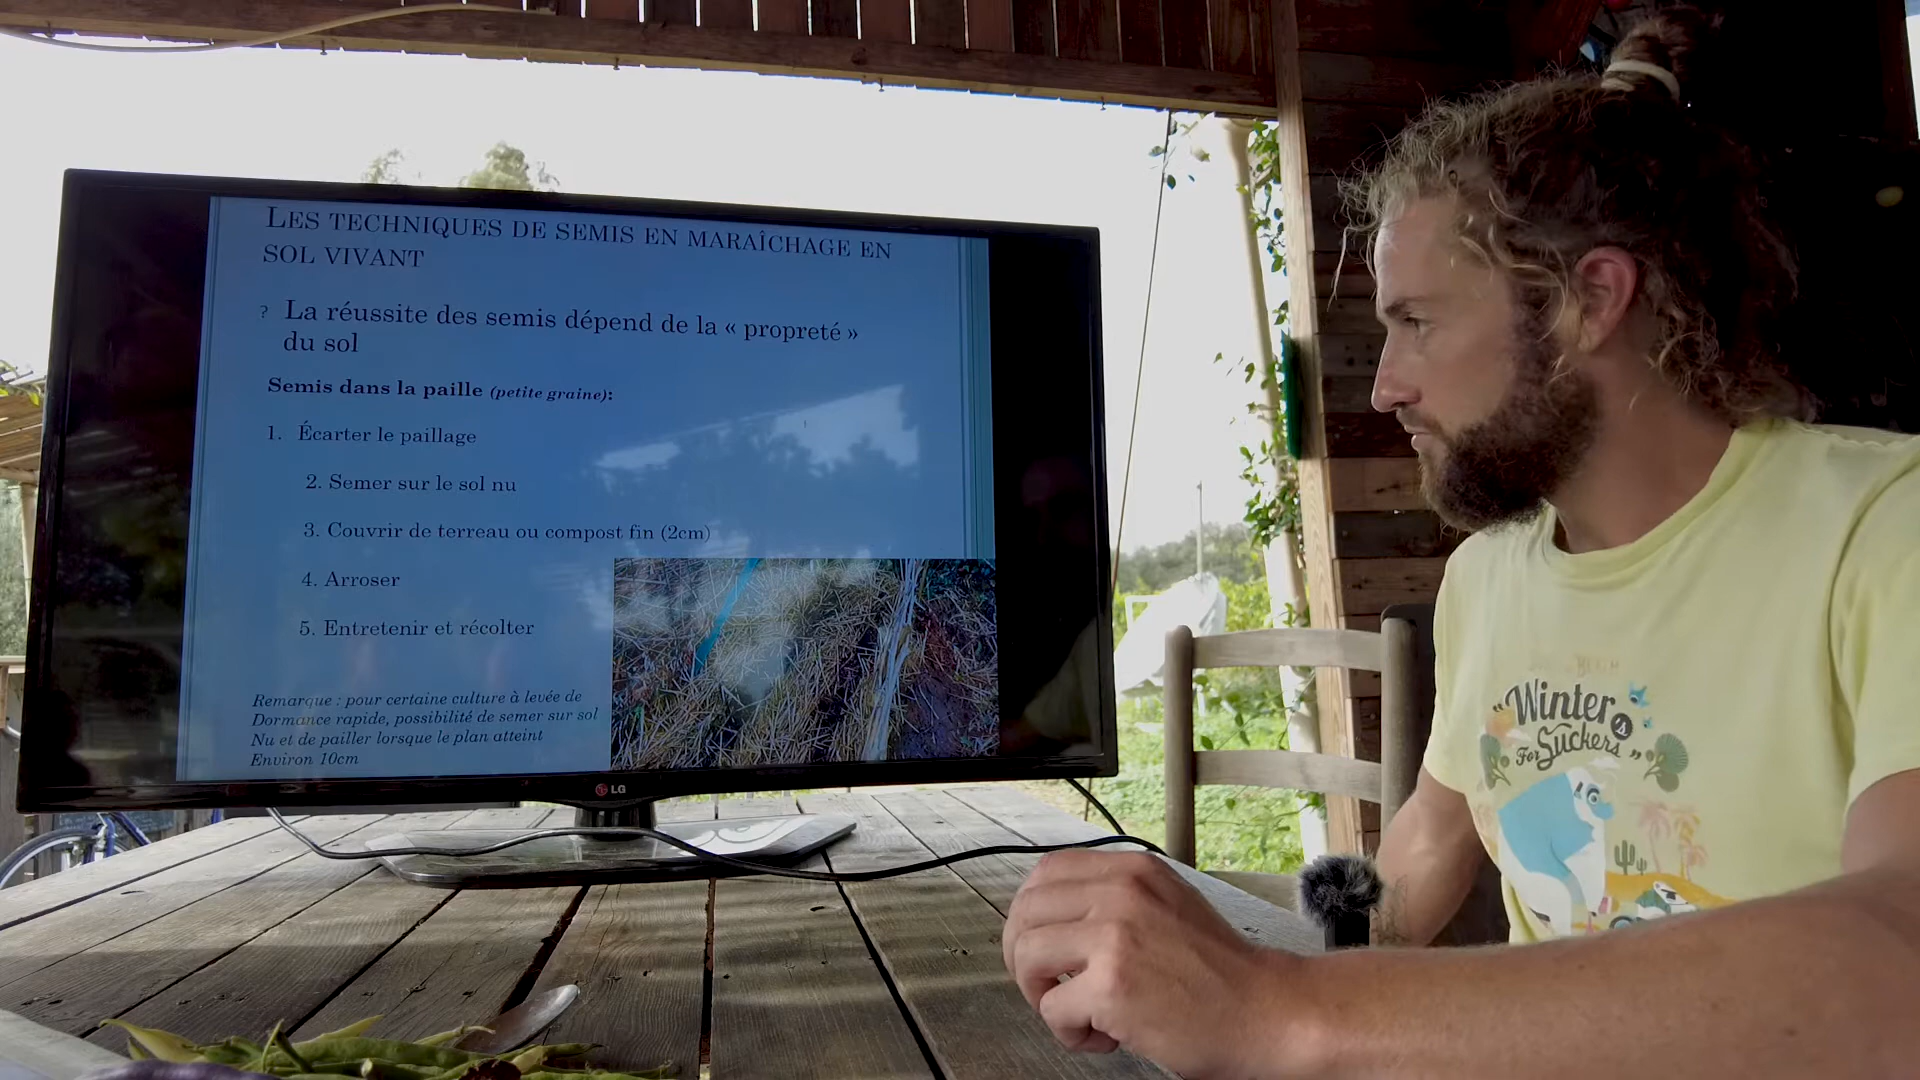 LES TECHNIQUES DE SEMIS EN MARAÎCHAGE EN
SOL VIVANT
? La réussite des semis dépend de la « propreté »
du sol
Semis dans la paille (petite graine):
1. Écarter le paillage
2. Semer sur le sol nu
3. Couvrir de terreau ou compost fin (2cm)
4. Arroser
5. Entretenir et récolter
Remarque : pour certaine culture à levée de
Dormance rapide, possibilité de semer sur sol
Nu et de pailler lorsque le plan atteint
Environ 10cm
LG
"Winter
4
For Suckers"